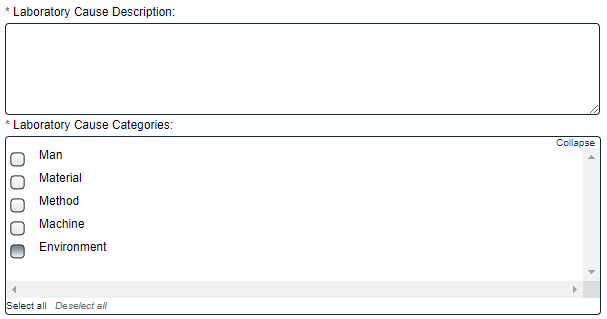 * Laboratory Cause Description:
* Laboratory Cause Categories:
Collapse
Man
Material
Method
Machine
Environment
Select all Deselect all